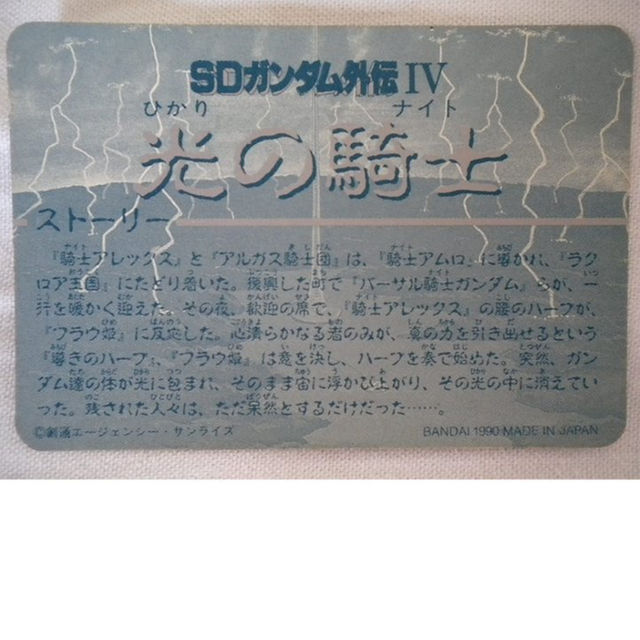 SDガンダム外伝 IV
ひかり ナイト
光の騎士
ストーリー
『騎士アレックス』と『アルガス騎士団』は、『騎士アムロ』に導かれ、『ラク
ロア王国』にたどり着いた。復興した町で『バーサル騎士ガンダム』らが、一
行を暖かく迎えた。その夜、歓迎の席で、『騎士アレックス』の腰のハープが、
『フラウ姫』に反応した。心清らかなる者のみが、真の力を引き出せるという
『導きのハープ』、『フラウ姫』は意を決し、ハープを奏で始めた。突然、ガン
ダム達の体が光に包まれ、そのまま宙に浮かび上がり、その光の中に消えてい
った。残された人々は、ただ呆然とするだけだった……。
©創通エージェンシー・サンライズ BANDAI 1990 MADE IN JAPAN